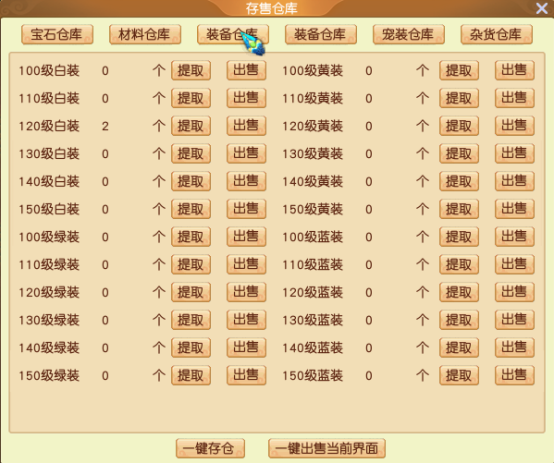 存售仓库
宝石仓库 材料仓库 装备仓库 装备仓库 宠装仓库 杂货仓库
100级白装 0 个 提取 出售 100级黄装 0 个 提取 出售
110级白装 0 个 提取 出售 110级黄装 0 个 提取 出售
120级白装 2 个 提取 出售 120级黄装 0 个 提取 出售
130级白装 0 个 提取 出售 130级黄装 0 个 提取 出售
140级白装 0 个 提取 出售 140级黄装 0 个 提取 出售
150级白装 0 个 提取 出售 150级黄装 0 个 提取 出售
100级绿装 0 个 提取 出售 100级蓝装 0 个 提取 出售
110级绿装 0 个 提取 出售 110级蓝装 0 个 提取 出售
120级绿装 0 个 提取 出售 120级蓝装 0 个 提取 出售
130级绿装 0 个 提取 出售 130级蓝装 0 个 提取 出售
140级绿装 0 个 提取 出售 140级蓝装 0 个 提取 出售
150级绿装 0 个 提取 出售 150级蓝装 0 个 提取 出售
一键存仓 一键出售当前界面